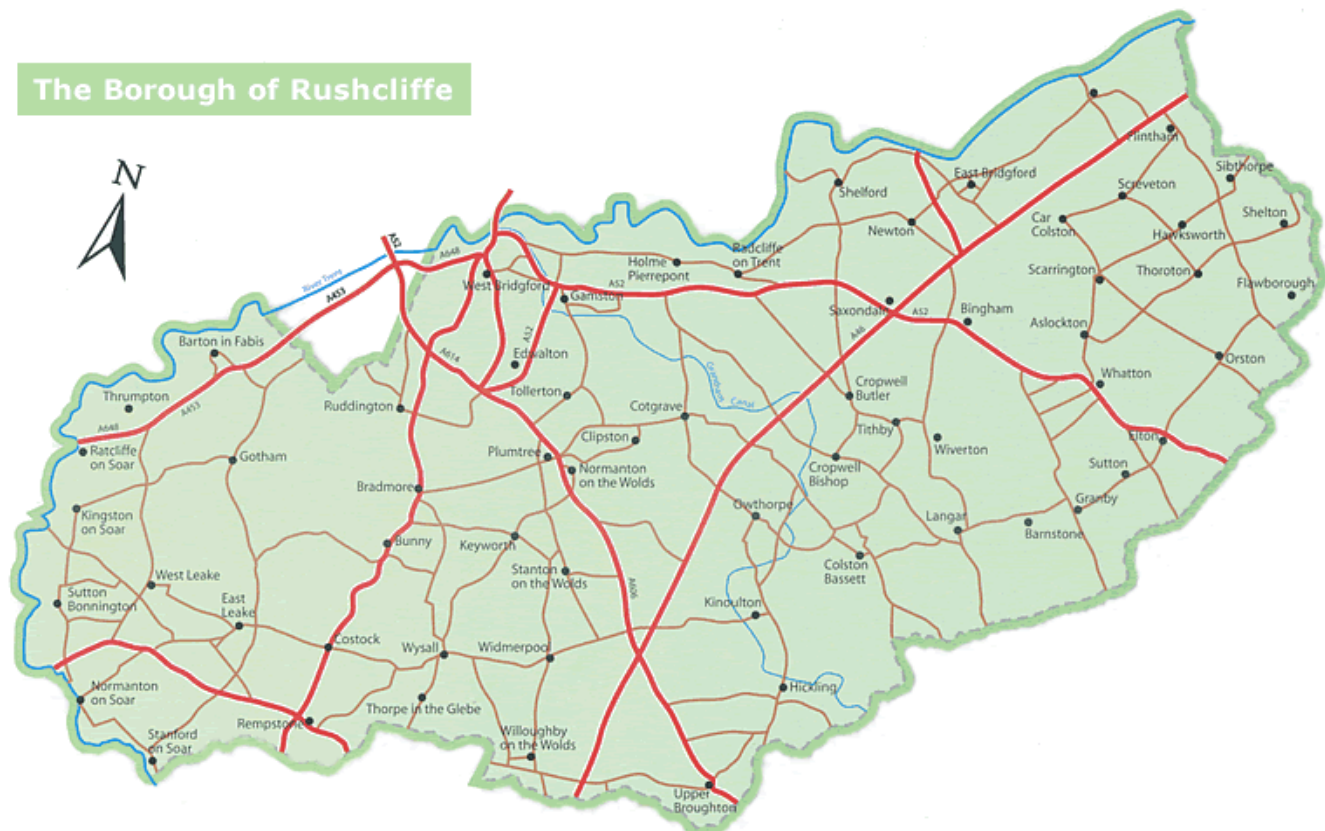 The Borough of Rushcliffe
N
Flintham
Sibthorpe
East Bridgford
Screveton
Shelford
Car
Colston
Shelton
Newton
Hawksworth
A52
A648
Radcliffe
on Trent
Holme
Pierrepont
River Trent
Scarrington
Thoroton
Flawborough
West Bridgford
A52
A453
Gamston
Saxondale
A52
Bingham
Aslockton
A46
Barton in Fabis
A52
Edwalton
A614
Orston
Grantham
Canal
Whatton
Thrumpton
Cropwell
Butler
Tollerton
Ruddington
Cotgrave
A453
A648
Tithby
Clipston
Elton
Ratcliffe
on Soar
Plumtree
Wiverton
Gotham
Normanton
on the Wolds
Cropwell
Bishop
Sutton
Bradmore
Granby
Owthorpe
Kingston
on Soar
Langar
Barnstone
Bunny
Keyworth
Colston
Bassett
West Leake
Stanton
on the Wolds
A606
Sutton
Bonnington
East
Leake
Kinoulton
Costock
Wysall
Widmerpool
Normanton
on Soar
Hickling
Thorpe in the Glebe
Rempstone
Stanford
on Soar
Willoughby
on the Wolds
Upper
Broughton